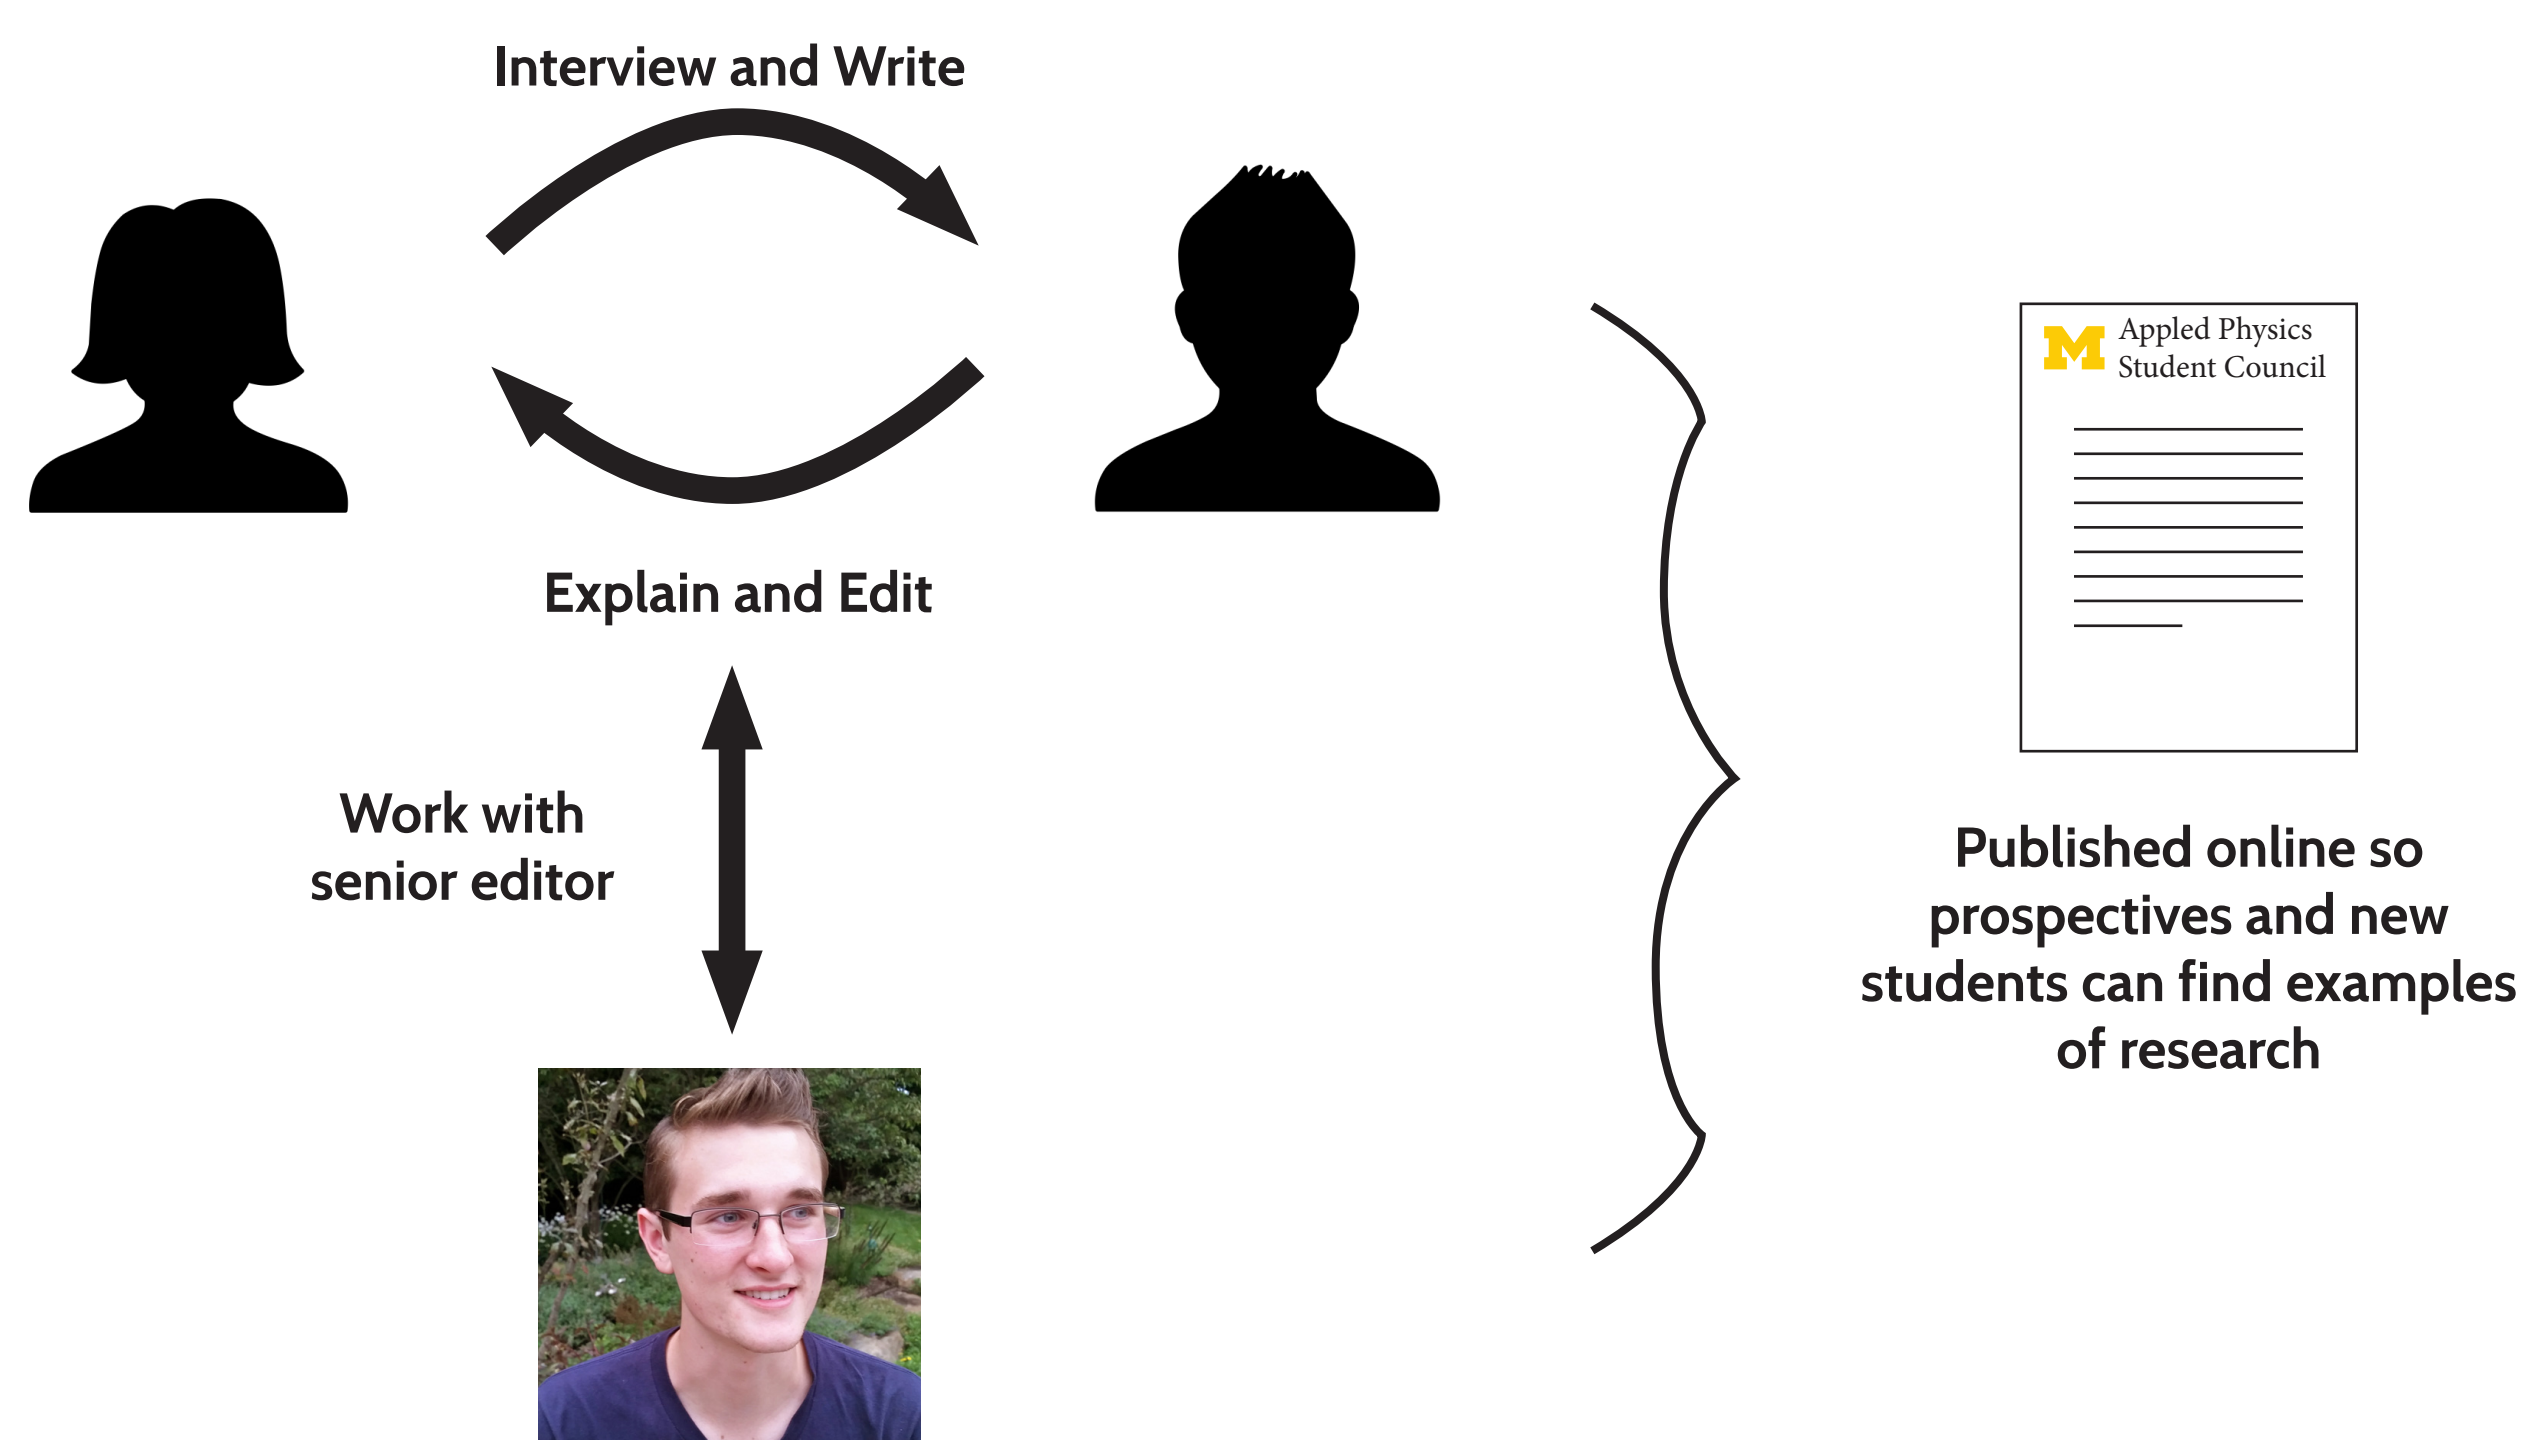 Interview and Write
Explain and Edit
Work with
senior editor
M Appled Physics
Student Council
Published online so
prospectives and new
students can find examples
of research